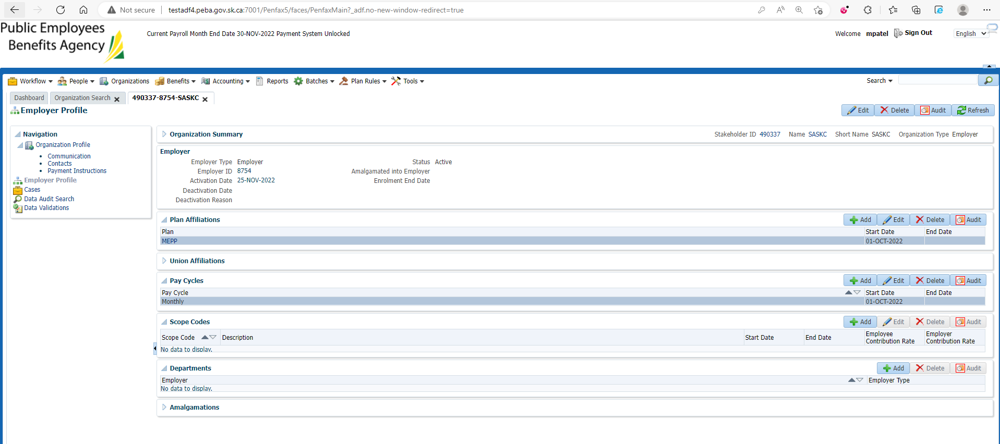 Not secure testadf4.peba.gov.sk.ca:7001/Penfax5/faces/PenfaxMain?_adf.no-new-window-redirect=true
Public Employees
Benefits Agency
Current Payroll Month End Date 30-NOV-2022 Payment System Unlocked
Welcome mpatel Sign Out English
Workflow People Organizations Benefits Accounting Reports Batches Plan Rules Tools Search
Dashboard Organization Search 490337-8754-SASKC
Employer Profile Edit Delete Audit Refresh
Navigation
Organization Profile
Communication
Contacts
Payment Instructions
Employer Profile
Cases
Data Audit Search
Data Validations
Organization Summary Stakeholder ID 490337 Name SASKC Short Name SASKC Organization Type Employer
Employer
Employer Type Employer Status Active
Employer ID 8754 Amalgamated into Employer
Activation Date 25-NOV-2022 Enrolment End Date
Deactivation Date
Deactivation Reason
Plan Affiliations Add Edit Delete Audit
Plan Start Date End Date
MEPP 01-OCT-2022
Union Affiliations
Pay Cycles Add Edit Delete Audit
Pay Cycle Start Date End Date
Monthly 01-OCT-2022
Scope Codes Add Edit Delete Audit
Scope Code Description Start Date End Date Employee Contribution Rate Employer Contribution Rate
No data to display.
Departments Add Delete Audit
Employer Employer Type
No data to display.
Amalgamations